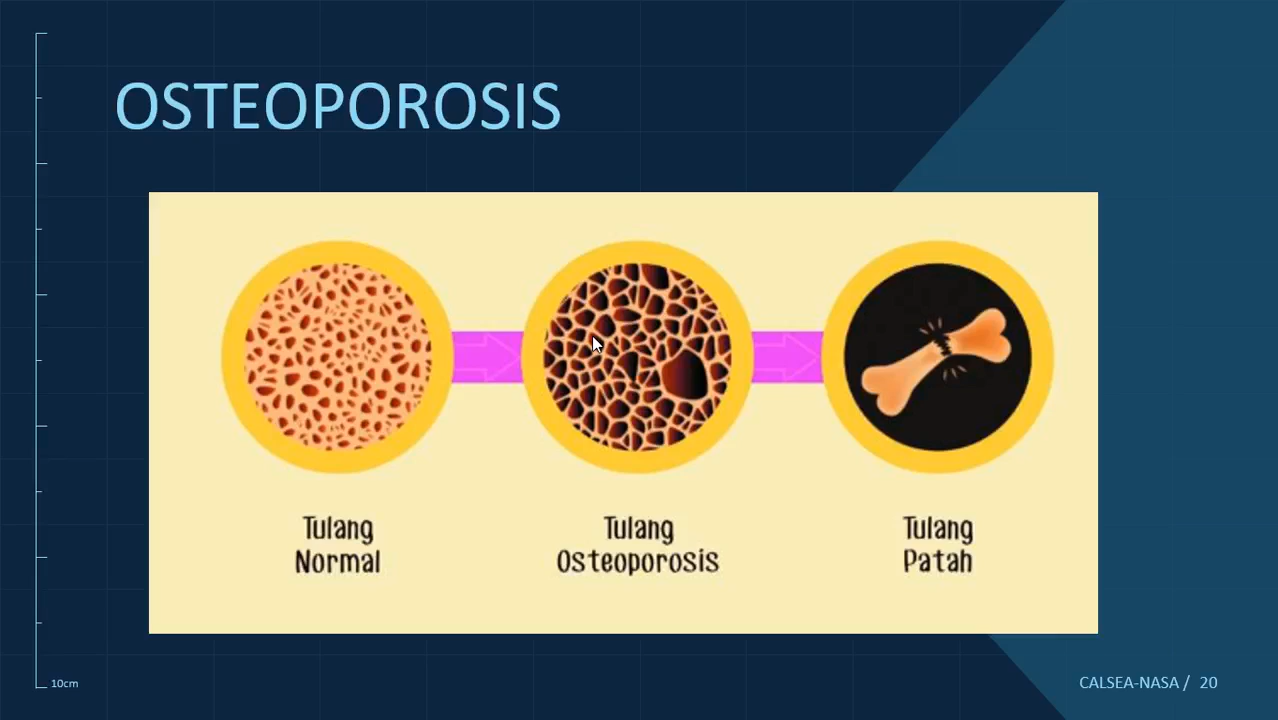 OSTEOPOROSIS
Tulang
Normal
Tulang
Osteoporosis
Tulang
Patah
10cm
CALSEA-NASA / 20